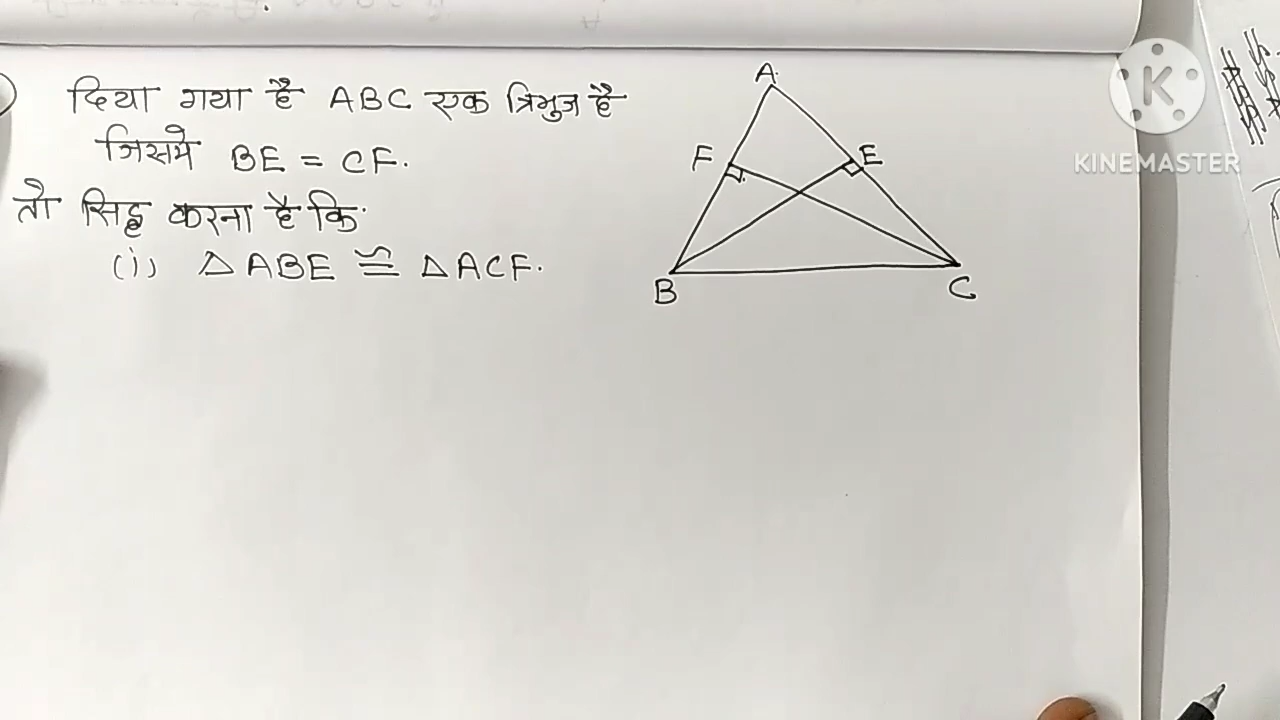 दिया गया है ABC एक त्रिभुज है
जिसमे BE = CF.
तो सिद्ध करना है कि
(i) △ABE ≅ △ACF.
A
F
E
B
C
K
KINEMASTER